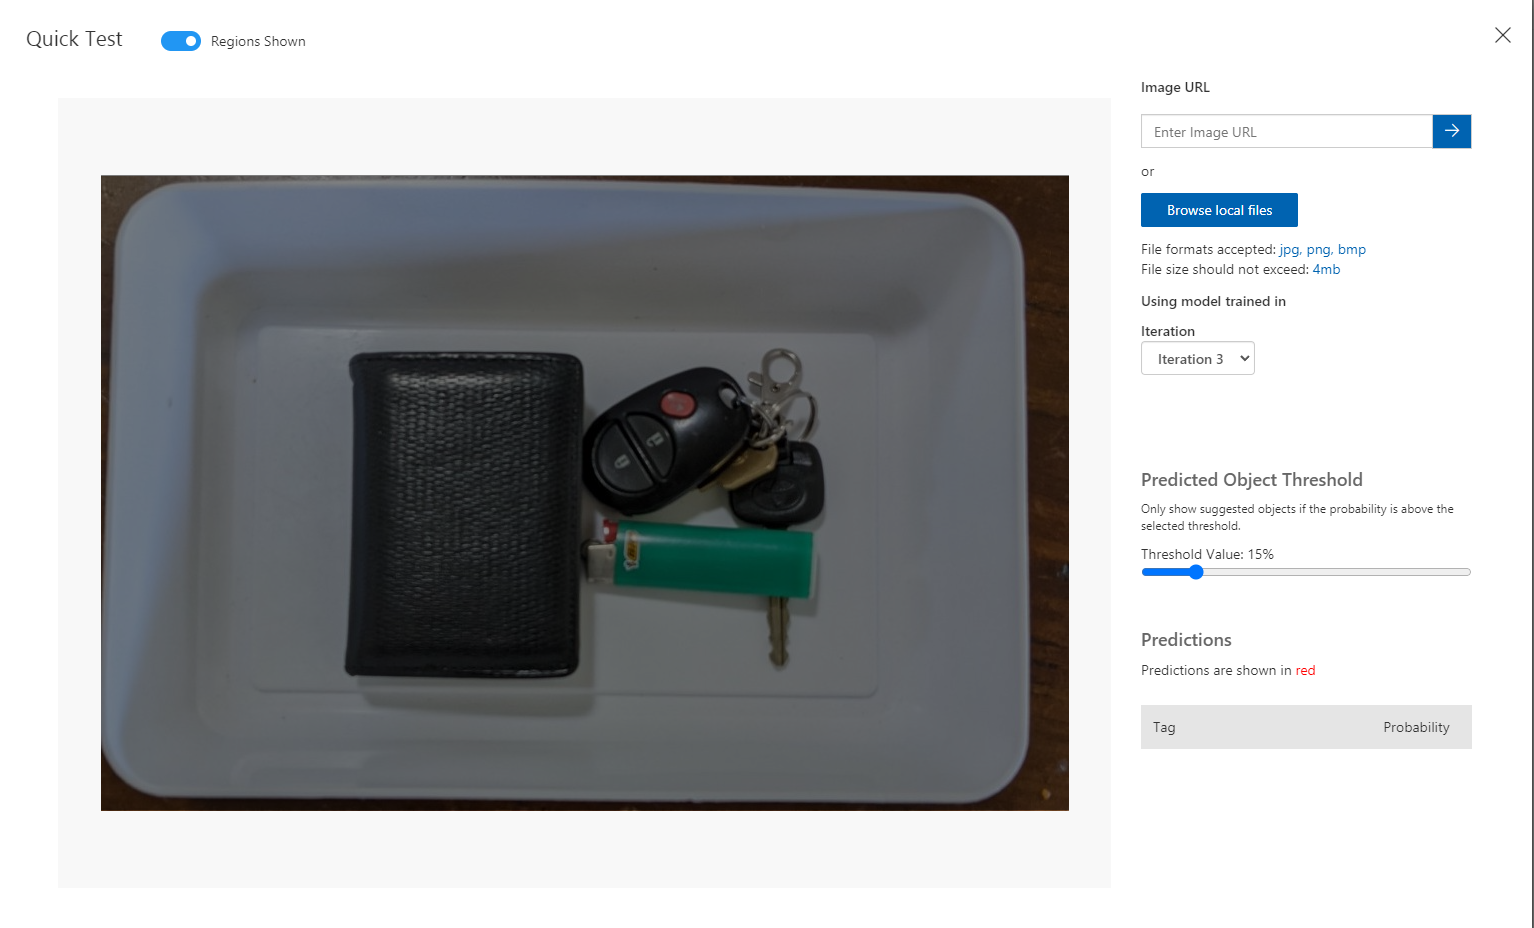 Quick Test
Regions Shown
Image URL
Enter Image URL
or
Browse local files
File formats accepted: jpg, png, bmp
File size should not exceed: 4mb
Using model trained in
Iteration
Iteration 3
Predicted Object Threshold
Only show suggested objects if the probability is above the
selected threshold.
Threshold Value: 15%
Predictions
Predictions are shown in red
Tag Probability